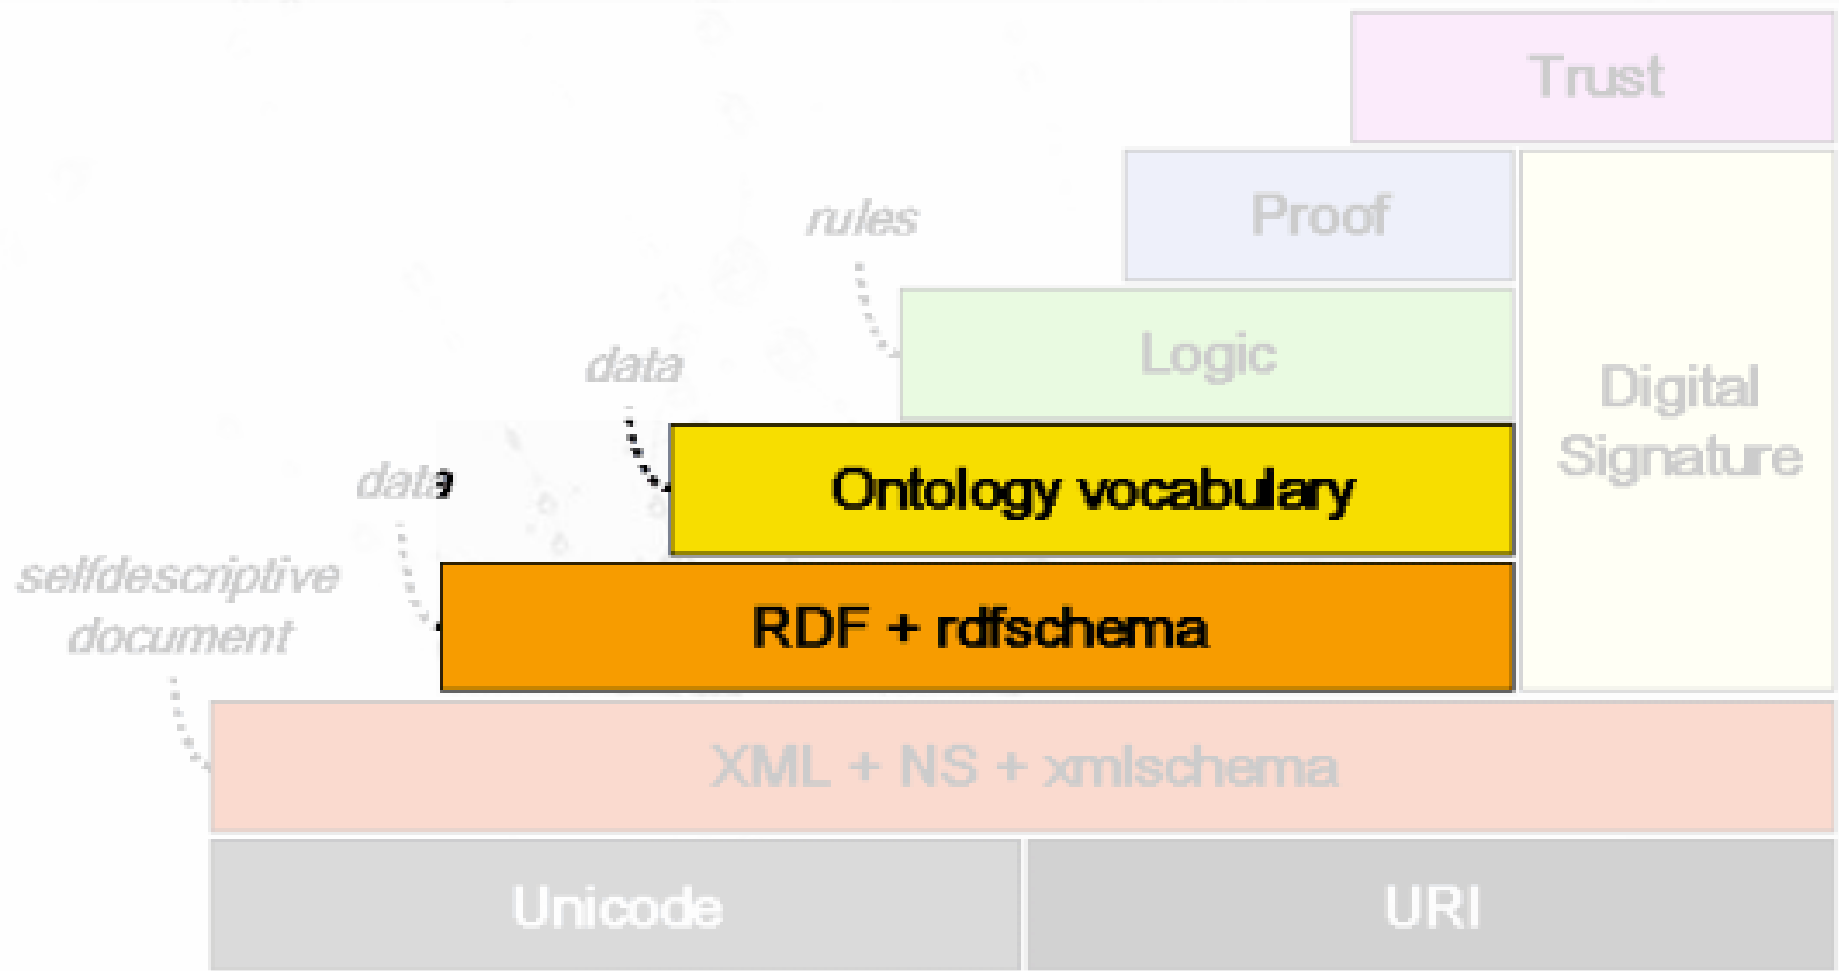 Trust
Proof
rules
Logic
Digital
Signature
data
Ontology vocabulary
data
RDF + rdfschema
selfdescriptive
document
XML + NS + xmlschema
Unicode
URI